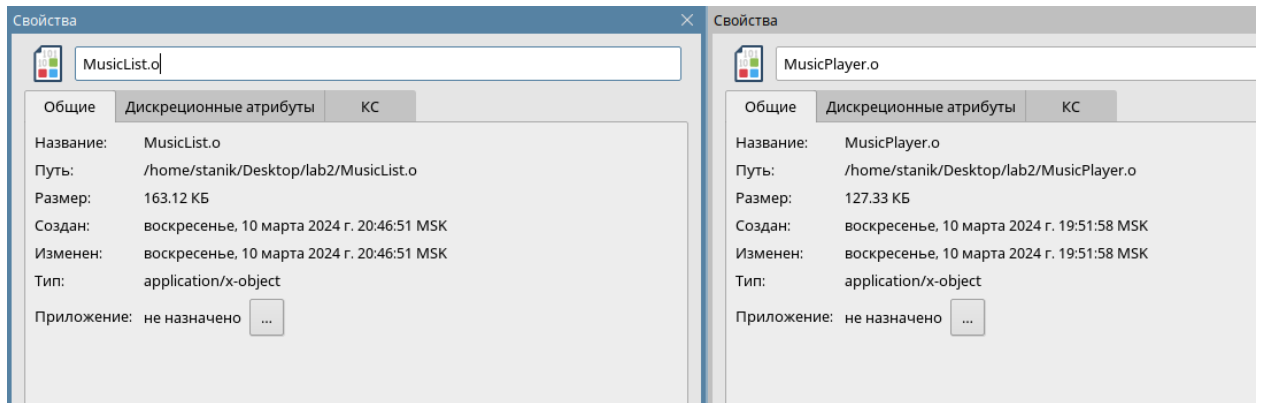 Свойства
MusicList.o
Общие Дискреционные атрибуты КС
Название: MusicList.o
Путь: /home/stanik/Desktop/lab2/MusicList.o
Размер: 163.12 КБ
Создан: воскресенье, 10 марта 2024 г. 20:46:51 MSK
Изменен: воскресенье, 10 марта 2024 г. 20:46:51 MSK
Тип: application/x-object
Приложение: не назначено ...
Свойства
MusicPlayer.o
Общие Дискреционные атрибуты КС
Название: MusicPlayer.o
Путь: /home/stanik/Desktop/lab2/MusicPlayer.o
Размер: 127.33 КБ
Создан: воскресенье, 10 марта 2024 г. 19:51:58 MSK
Изменен: воскресенье, 10 марта 2024 г. 19:51:58 MSK
Тип: application/x-object
Приложение: не назначено ...